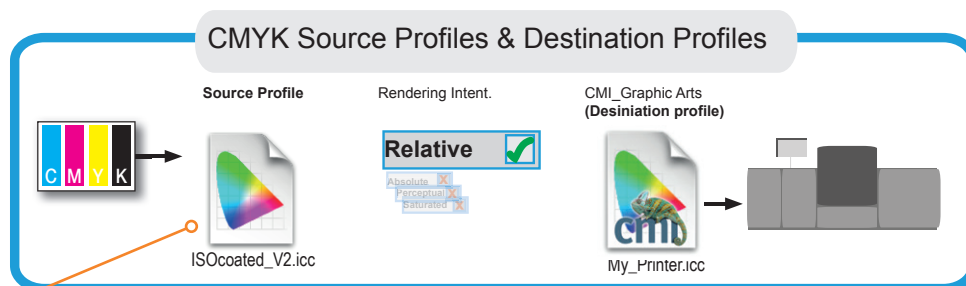 CMYK Source Profiles & Destination Profiles
Source Profile
Rendering Intent.
CMI_Graphic Arts
(Desiniation profile)
Relative
C M Y K
Absolute X
Perceptual X
Saturated X
cmi
ISOcoated_V2.icc
My_Printer.icc